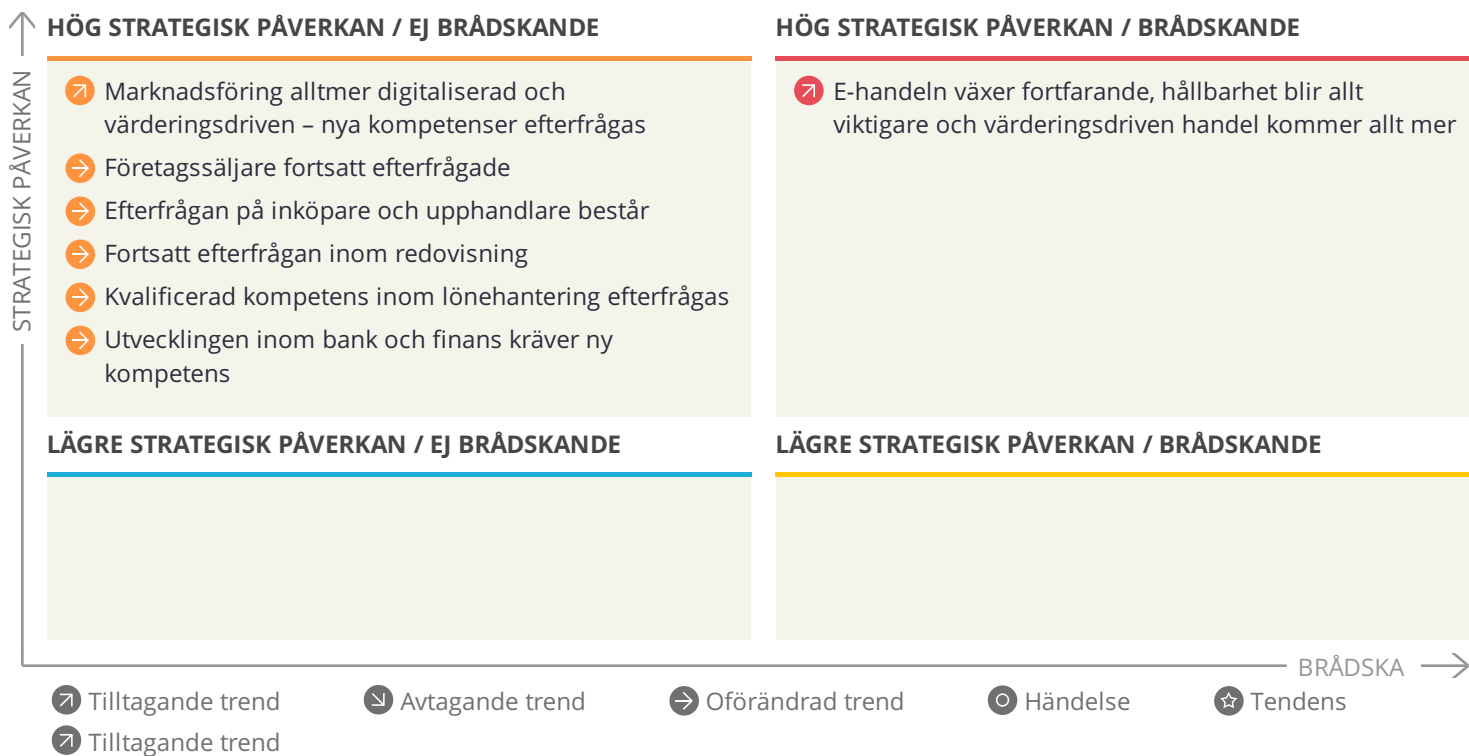 HÖG STRATEGISK PÅVERKAN / EJ BRÅDSKANDE
Marknadsföring alltmer digitaliserad och
värderingsdriven – nya kompetenser efterfrågas
Företagssäljare fortsatt efterfrågade
Efterfrågan på inköpare och upphandlare består
Fortsatt efterfrågan inom redovisning
Kvalificerad kompetens inom lönehantering efterfrågas
Utvecklingen inom bank och finans kräver ny
kompetens
HÖG STRATEGISK PÅVERKAN / BRÅDSKANDE
E-handeln växer fortfarande, hållbarhet blir allt
viktigare och värderingsdriven handel kommer allt mer
LÄGRE STRATEGISK PÅVERKAN / EJ BRÅDSKANDE
LÄGRE STRATEGISK PÅVERKAN / BRÅDSKANDE
STRATEGISK PÅVERKAN
BRÅDSKA
Tilltagande trend
Avtagande trend
Oförändrad trend
Händelse
Tendens
Tilltagande trend